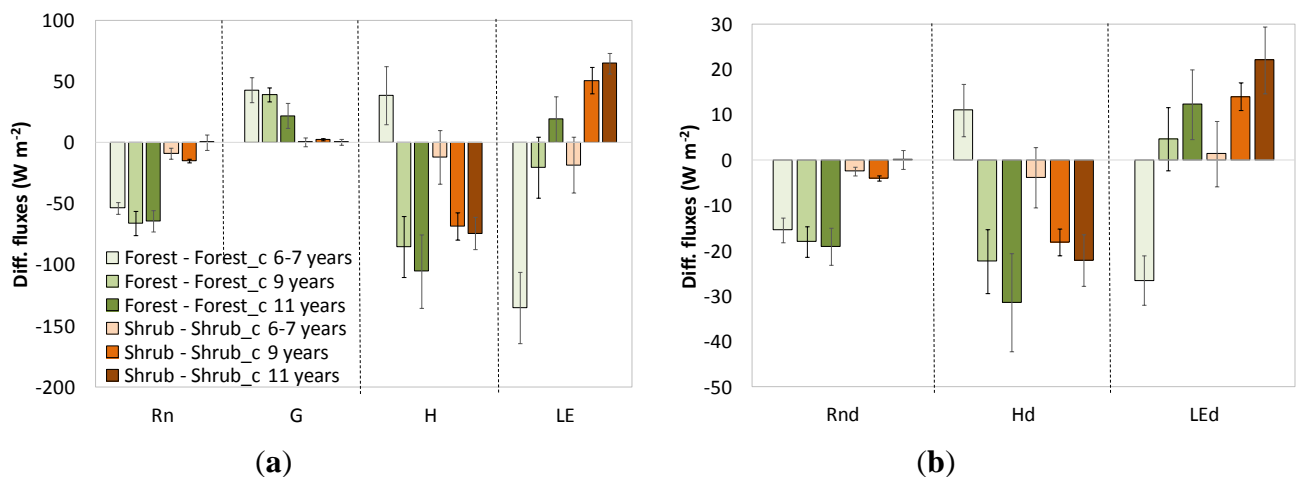 Diff. fluxes (W m⁻²)
100
50
0
-50
-100
-150
-200
Forest - Forest_c 6-7 years
Forest - Forest_c 9 years
Forest - Forest_c 11 years
Shrub - Shrub_c 6-7 years
Shrub - Shrub_c 9 years
Shrub - Shrub_c 11 years
Rn G H LE
(a)
Diff. fluxes (W m⁻²)
30
20
10
0
-10
-20
-30
-40
-50
Rnd Hd LEd
(b)